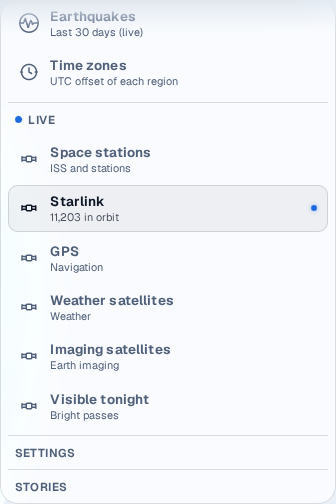 Earthquakes
Last 30 days (live)
Time zones
UTC offset of each region
LIVE
Space stations
ISS and stations
Starlink
11,203 in orbit
GPS
Navigation
Weather satellites
Weather
Imaging satellites
Earth imaging
Visible tonight
Bright passes
SETTINGS
STORIES